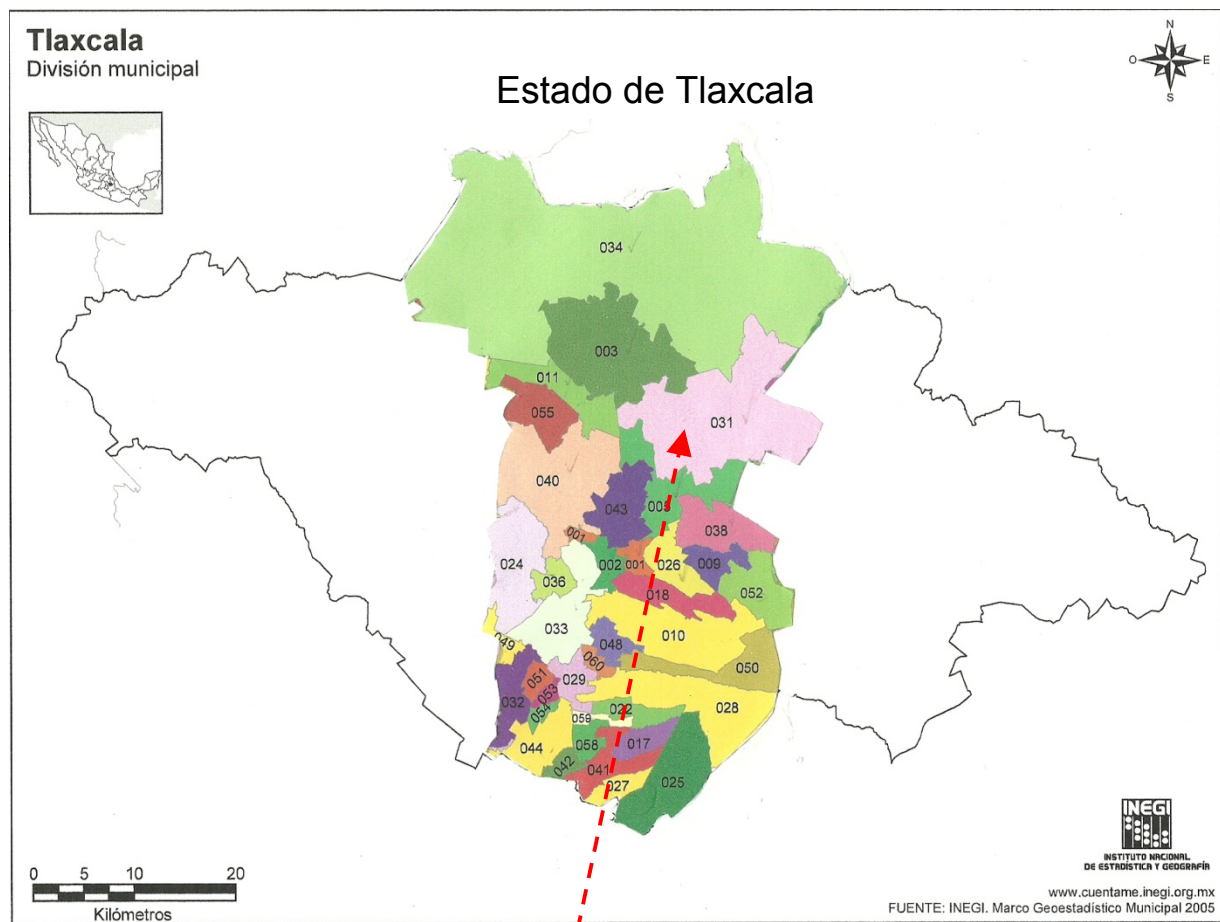 Tlaxcala
División municipal
Estado de Tlaxcala
N
O
E
S
034
003
011
055
031
040
043
005
038
001
024
002
001
026
009
036
052
018
033
010
049
048
060
050
051
029
053
032
054
022
028
059
044
058
017
042
041
025
027
0 5 10 20
Kilómetros
INEGI
INSTITUTO NACIONAL
DE ESTADÍSTICA Y GEOGRAFÍA
www.cuentame.inegi.org.mx
FUENTE: INEGI. Marco Geoestadístico Municipal 2005